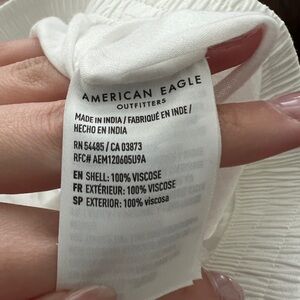 AMERICAN EAGLE
OUTFITTERS
MADE IN INDIA / FABRIQUÉ EN INDE /
HECHO EN INDIA
RN 54485 / CA 03873
RFC# AEM120605U9A
EN SHELL: 100% VISCOSE
FR EXTÉRIEUR: 100% VISCOSE
SP EXTERIOR: 100% viscosa